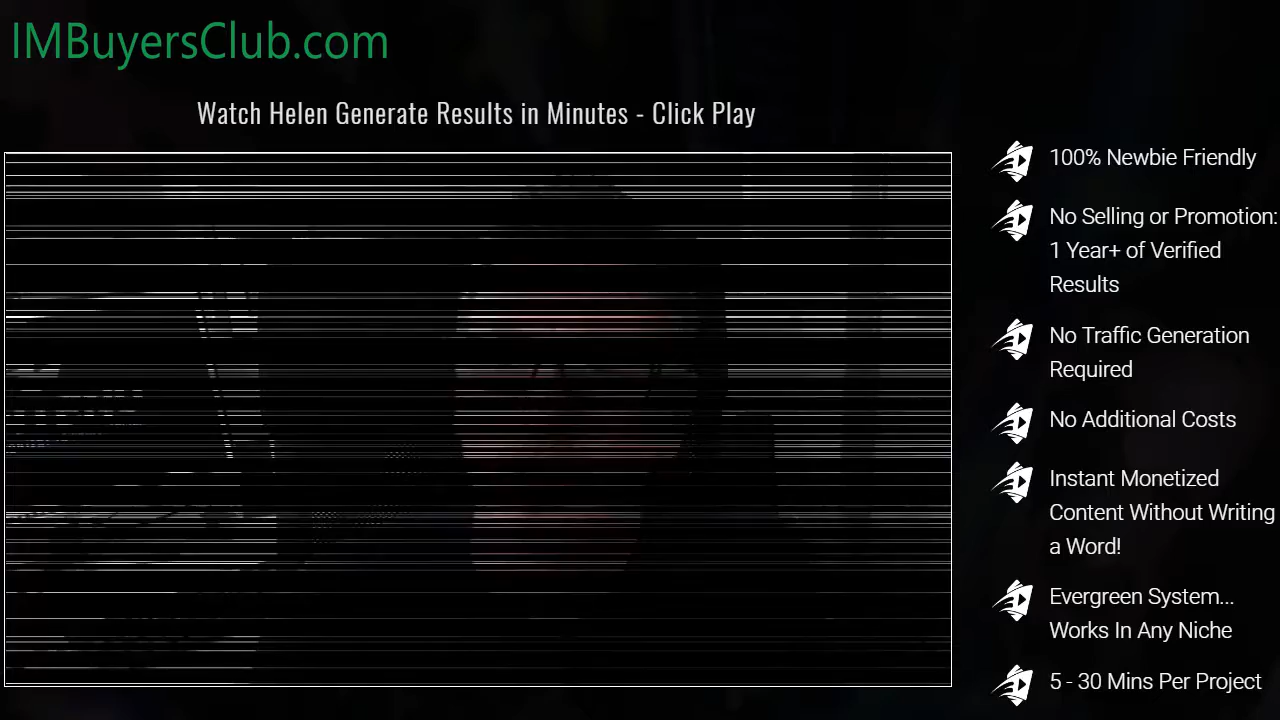 IMBuyersClub.com
Watch Helen Generate Results in Minutes - Click Play
100% Newbie Friendly
No Selling or Promotion:
1 Year+ of Verified
Results
No Traffic Generation
Required
No Additional Costs
Instant Monetized
Content Without Writing
a Word!
Evergreen System...
Works In Any Niche
5 - 30 Mins Per Project